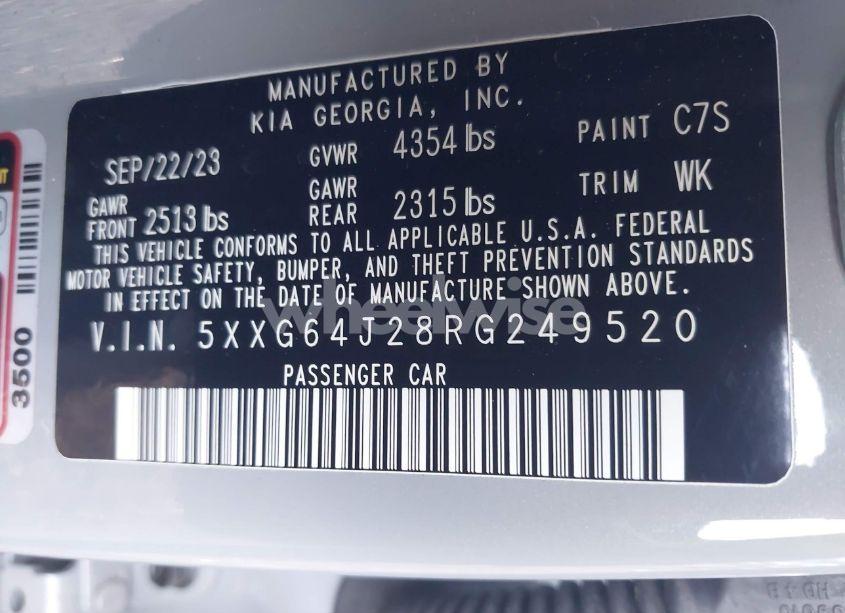 MANUFACTURED BY
KIA GEORGIA, INC.
SEP/22/23 GVWR 4354 lbs PAINT C7S
GAWR FRONT 2513 lbs GAWR REAR 2315 lbs TRIM WK
THIS VEHICLE CONFORMS TO ALL APPLICABLE U.S.A. FEDERAL
MOTOR VEHICLE SAFETY, BUMPER, AND THEFT PREVENTION STANDARDS
IN EFFECT ON THE DATE OF MANUFACTURE SHOWN ABOVE.
V.I.N. 5XXG64J28RG249520
PASSENGER CAR
3500
wheelwise